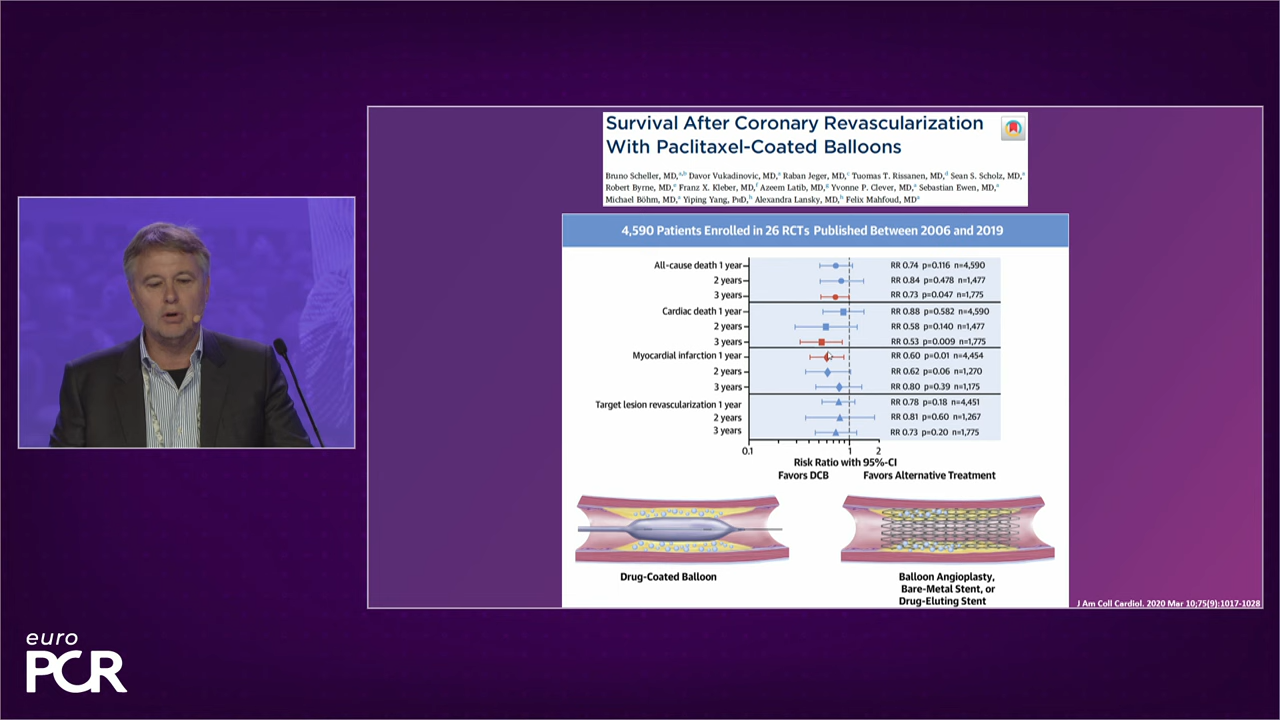 Survival After Coronary Revascularization
With Paclitaxel-Coated Balloons
Bruno Scheller, MD,a,b Davor Vukadinovic, MD,a Raban Jeger, MD,c Tuomas T. Rissanen, MD,d Sean S. Scholz, MD,a
Robert Byrne, MD,e Franz X. Kleber, MD,f Azeem Latib, MD,g Yvonne P. Clever, MD,a Sebastian Ewen, MD,a
Michael Böhm, MD,a Yiping Yang, PhD,h Alexandra Lansky, MD,h Felix Mahfoud, MDa
4,590 Patients Enrolled in 26 RCTs Published Between 2006 and 2019
All-cause death 1 year RR 0.74 p=0.116 n=4,590
2 years RR 0.84 p=0.478 n=1,477
3 years RR 0.73 p=0.047 n=1,775
Cardiac death 1 year RR 0.88 p=0.582 n=4,590
2 years RR 0.58 p=0.140 n=1,477
3 years RR 0.53 p=0.009 n=1,775
Myocardial infarction 1 year RR 0.60 p=0.01 n=4,454
2 years RR 0.62 p=0.06 n=1,270
3 years RR 0.80 p=0.39 n=1,175
Target lesion revascularization 1 year RR 0.78 p=0.18 n=4,451
2 years RR 0.81 p=0.60 n=1,267
3 years RR 0.73 p=0.20 n=1,775
0.1 1 2
Risk Ratio with 95%-CI
Favors DCB Favors Alternative Treatment
Drug-Coated Balloon
Balloon Angioplasty,
Bare-Metal Stent, or
Drug-Eluting Stent
J Am Coll Cardiol. 2020 Mar 10;75(9):1017-1028
euro
PCR